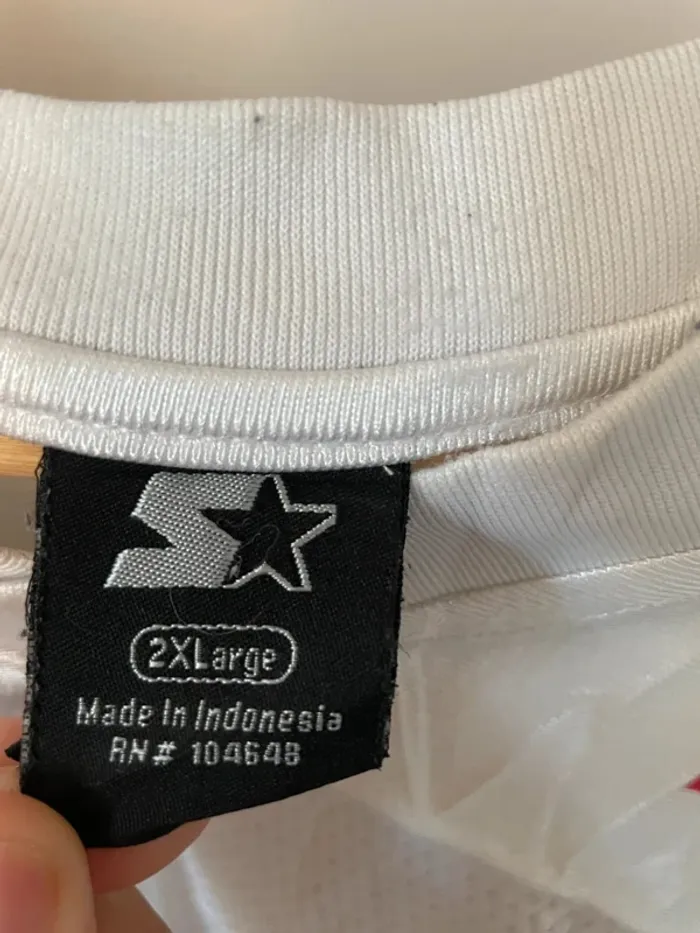 2XLarge
Made In Indonesia
RN# 104648